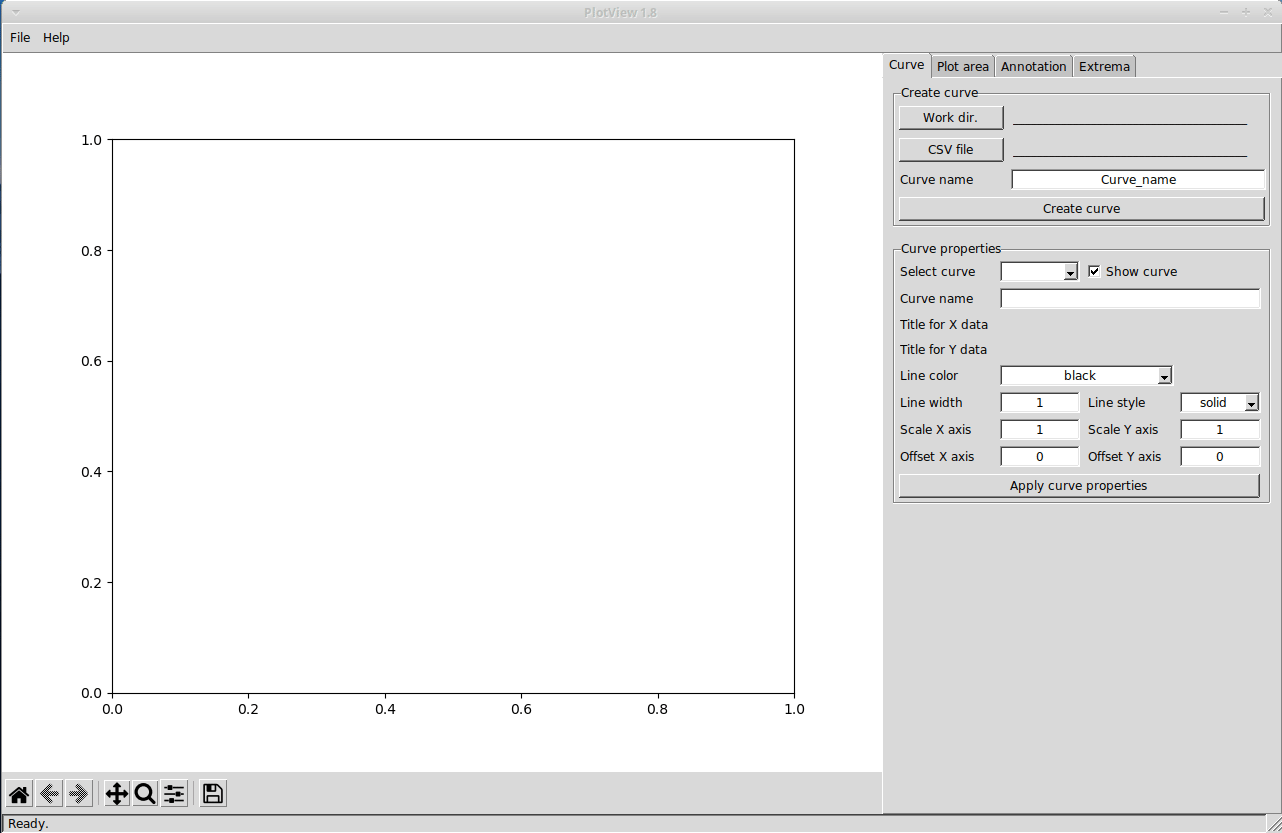 PlotView 1.8
File Help
Curve Plot area Annotation Extrema
Create curve
Work dir.
CSV file
Curve name Curve_name
Create curve
Curve properties
Select curve Show curve
Curve name
Title for X data
Title for Y data
Line color black
Line width 1 Line style solid
Scale X axis 1 Scale Y axis 1
Offset X axis 0 Offset Y axis 0
Apply curve properties
1.0
0.8
0.6
0.4
0.2
0.0
0.0 0.2 0.4 0.6 0.8 1.0
Ready.